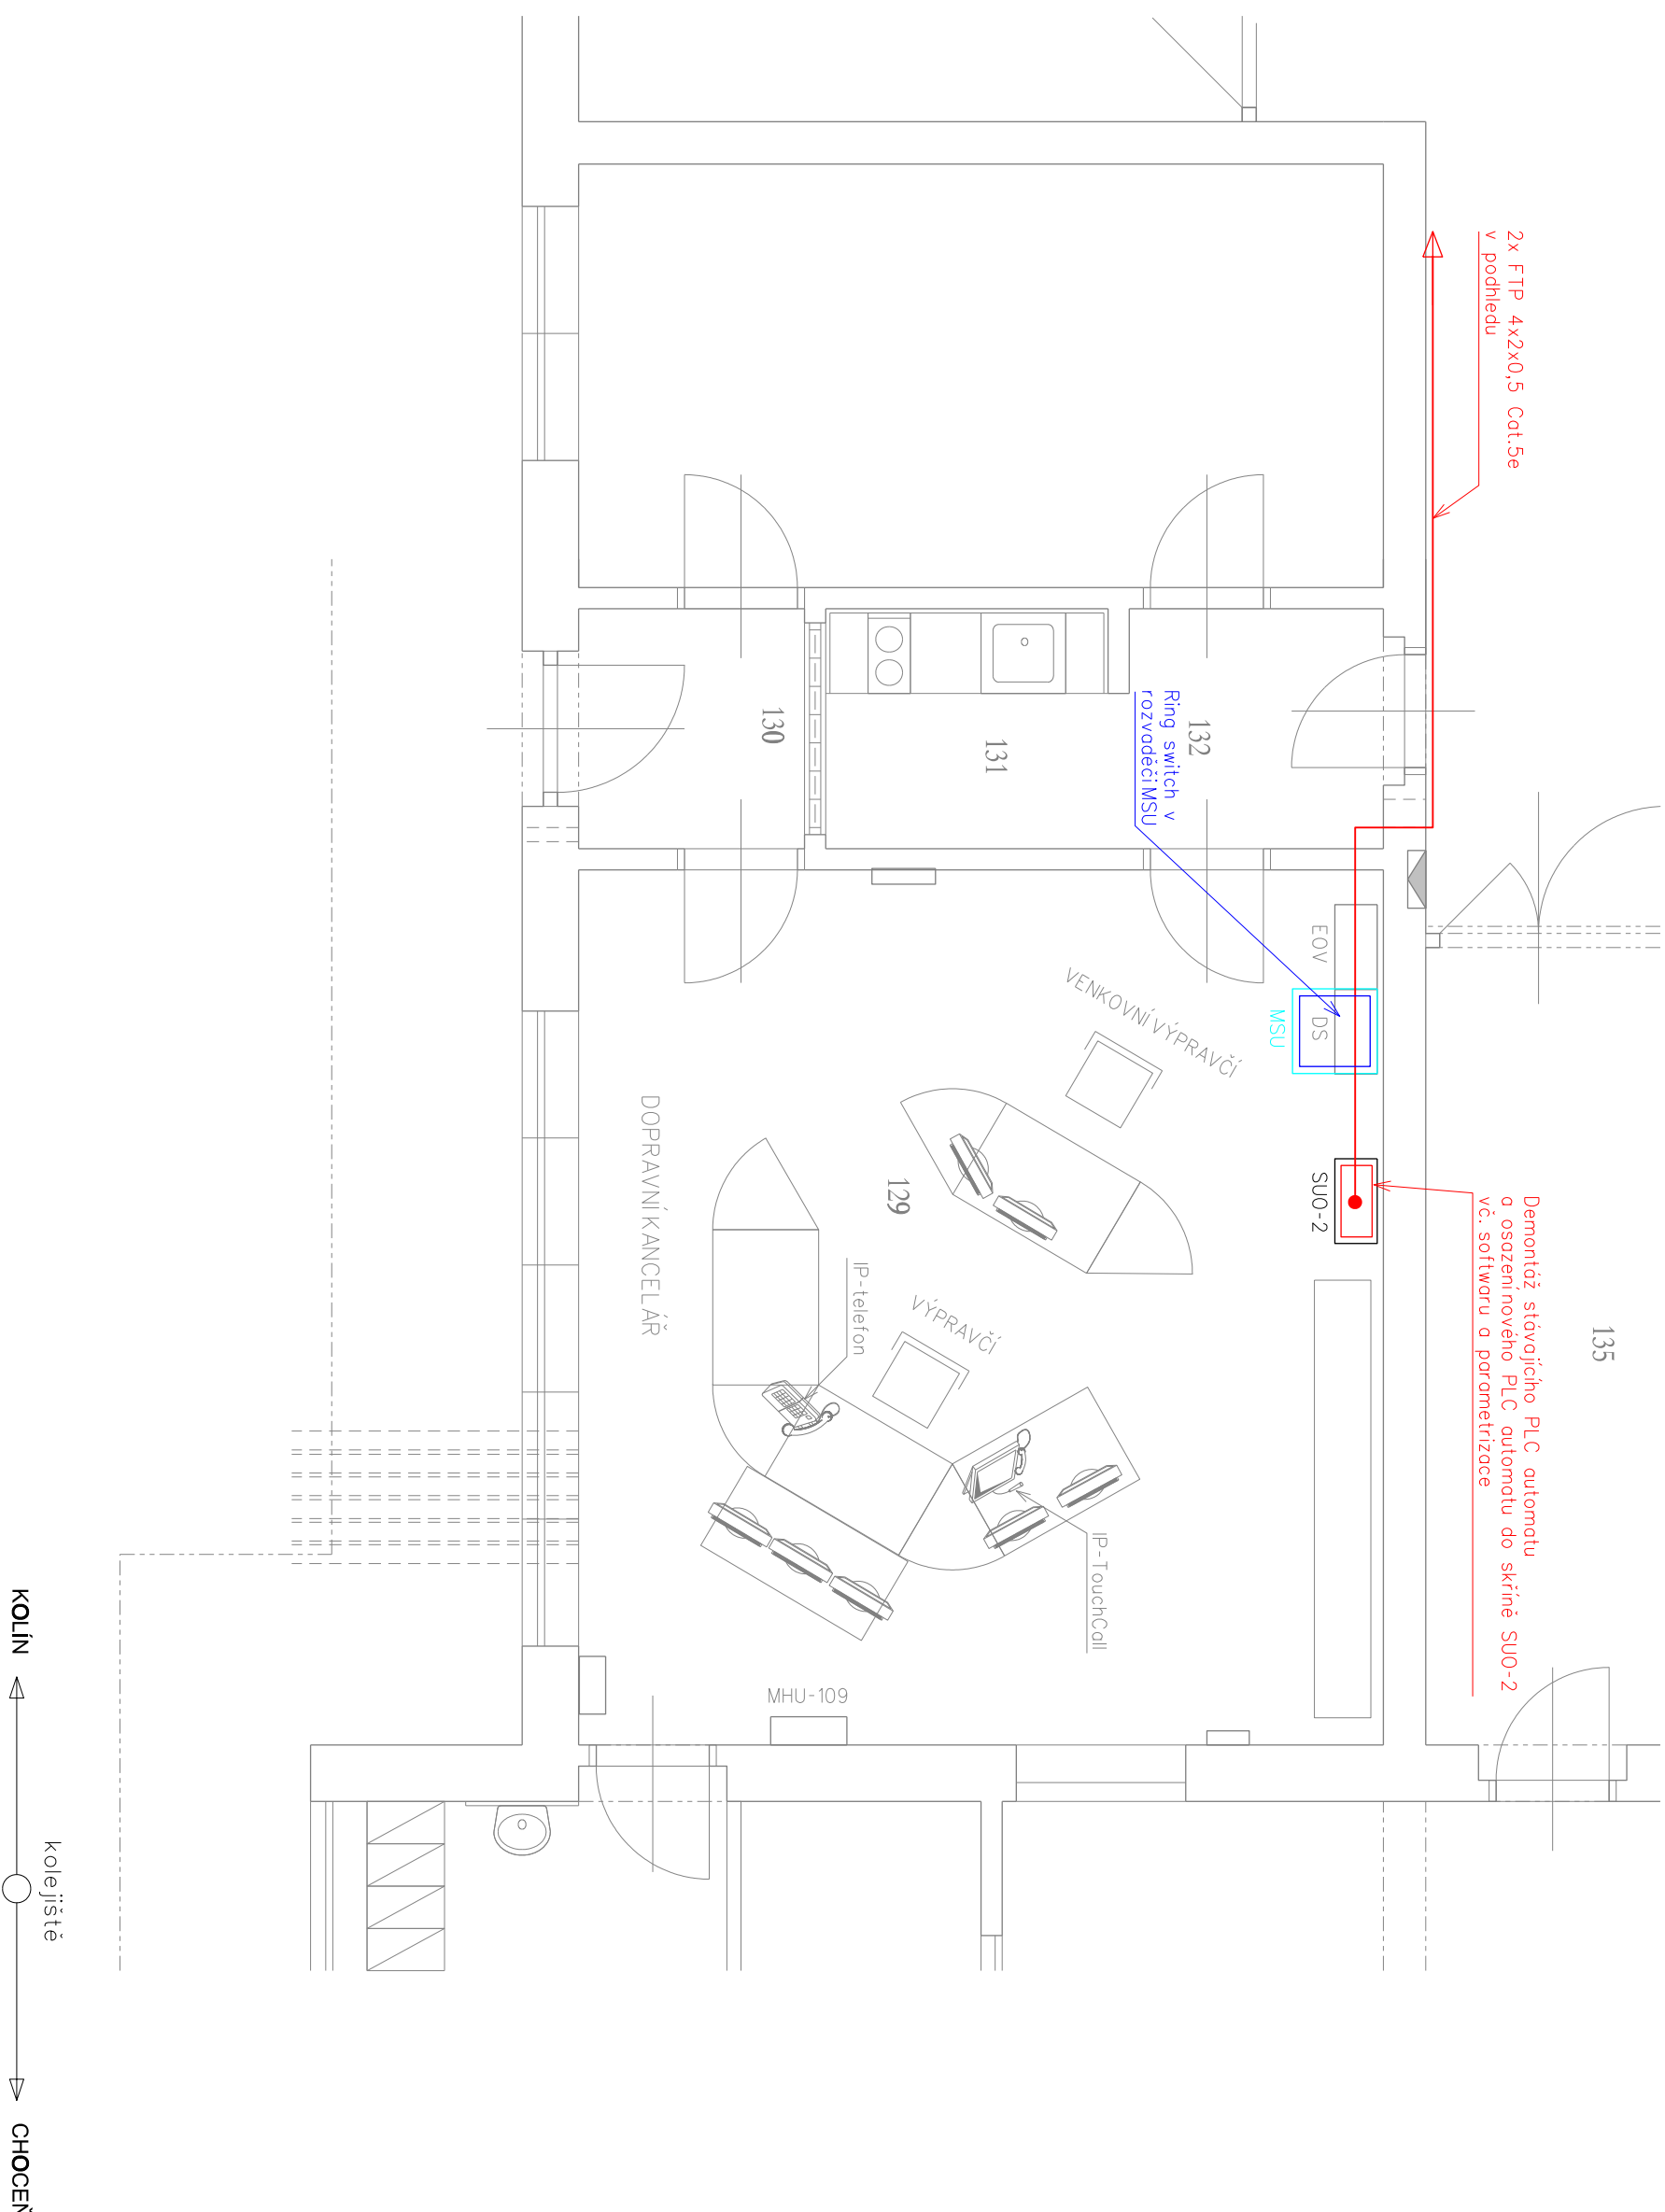 2x FTP 4x2x0,5 Cat.5e
v podhledu
135
Demontáž stávajícího PLC automatu
a osazení nového PLC automatu do skříně SUO-2
vč. softwaru a parametrizace
Ring switch v
rozvaděči MSU
132
131
130
EOV
DS
MSU
SUO-2
VENKOVNÍ VÝPRAVČÍ
129
DOPRAVNÍ KANCELÁŘ
IP-telefon
VÝPRAVČÍ
IP-TouchCall
MHU-109
kolejiště
KOLÍN
CHOCEŇ